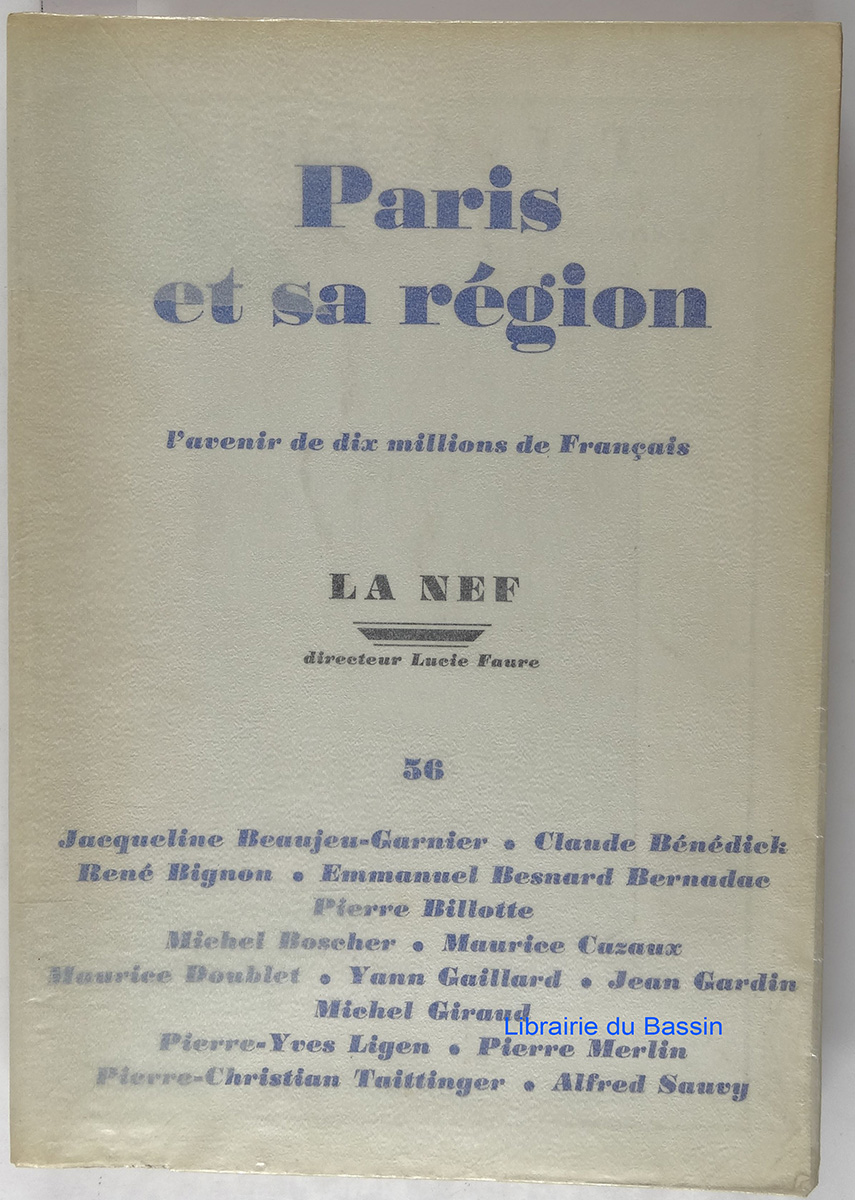 Paris
et sa région
l'avenir de dix millions de Français
LA NEF
directeur Lucie Faure
56
Jacqueline Beaujeu-Garnier • Claude Bénédick
René Bignon • Emmanuel Besnard Bernadac
Pierre Billotte
Michel Boscher • Maurice Cazaux
Maurice Doublet • Yann Gaillard • Jean Gardin
Michel Giraud
Librairie du Bassin
Pierre-Yves Ligen • Pierre Merlin
Pierre-Christian Taittinger • Alfred Sauvy